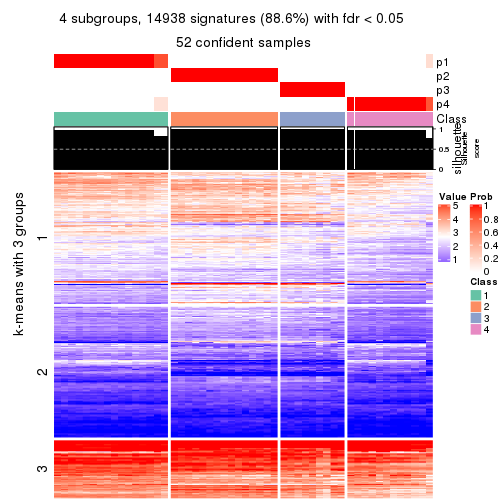 4 subgroups, 14938 signatures (88.6%) with fdr < 0.05
52 confident samples
p1
p2
p3
p4
Class
1
0.5
0
silhouette
Silhouette
score
k-means with 3 groups
1
2
3
Value
5
4
3
2
1
Prob
1
0.8
0.6
0.4
0.2
0
Class
1
2
3
4